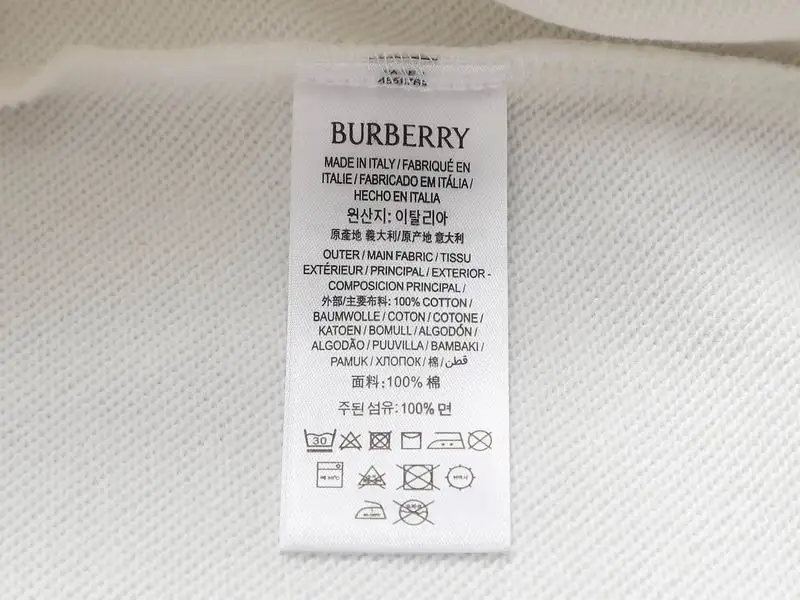 BURBERRY
MADE IN ITALY / FABRIQUÉ EN
ITALIE / FABRICADO EM ITÁLIA /
HECHO EN ITALIA
원산지: 이탈리아
原產地 義大利/原产地 意大利
OUTER / MAIN FABRIC / TISSU
EXTÉRIEUR / PRINCIPAL / EXTERIOR -
COMPOSICION PRINCIPAL /
外部/主要布料: 100% COTTON /
BAUMWOLLE / COTON / COTONE /
KATOEN / BOMULL / ALGODÓN /
ALGODÃO / PUUVILLA / BAMBAKI /
PAMUK / ХЛОПОК / 棉 / قطن
面料:100% 棉
주된 섬유: 100% 면
30